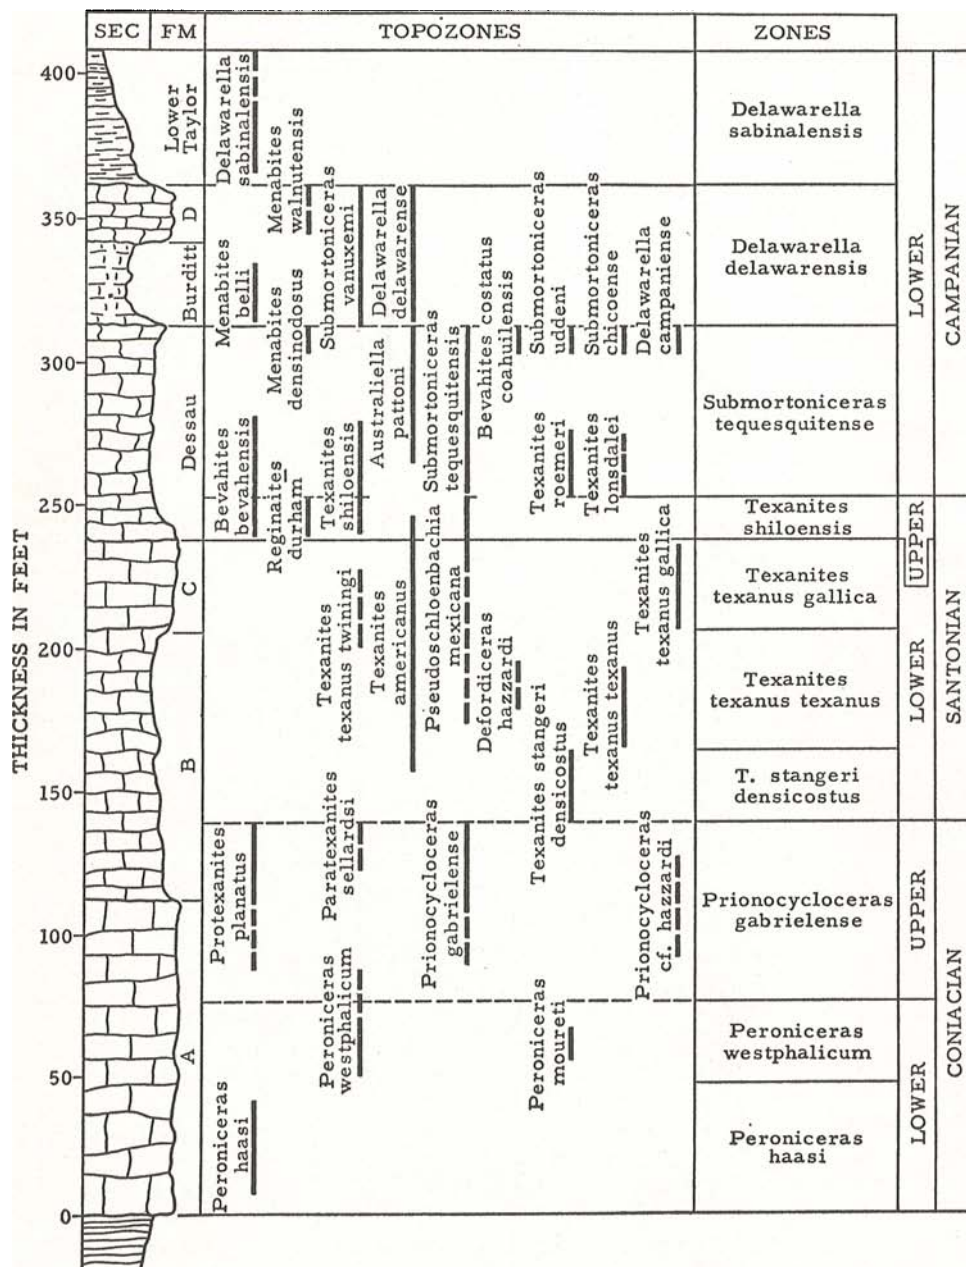 SEC FM TOPOZONES ZONES
THICKNESS IN FEET
400
350
300
250
200
150
100
50
0
Lower
Taylor
D
Burditt
Dessau
C
B
A
Delawarella
sabinalensis
Menabites
walnutensis
Menabites
belli
Menabites
densinodosus
Submortoniceras
vanuxemi
Delawarella
delawarense
Australiella
pattoni
Submortoniceras
tequesquitensis
Bevahites costatus
coahuilensis
Submortoniceras
uddeni
Submortoniceras
chicoense
Delawarella
campaniense
Bevahites
bevahensis
Reginaites
durhami
Texanites
shiloensis
Texanites
roemeri
Texanites
lonsdalei
Texanites
texanus twiningi
Texanites
americanus
Pseudoschloenbachia
mexicana
Defordiceras
hazzardi
Texanites stangeri
densicostus
Texanites
texanus texanus
Texanites
texanus gallica
Protexanites
planatus
Paratexanites
sellardsi
Prionocycloceras
gabrielense
Prionocycloceras
cf. hazzardi
Peroniceras
westphalicum
Peroniceras
moureti
Peroniceras
haasi
Delawarella
sabinalensis
Delawarella
delawarensis
Submortoniceras
tequesquitense
Texanites
shiloensis
Texanites
texanus gallica
Texanites
texanus texanus
T. stangeri
densicostus
Prionocycloceras
gabrielense
Peroniceras
westphalicum
Peroniceras
haasi
LOWER
UPPER
LOWER
UPPER
LOWER
CAMPANIAN
SANTONIAN
CONIACIAN